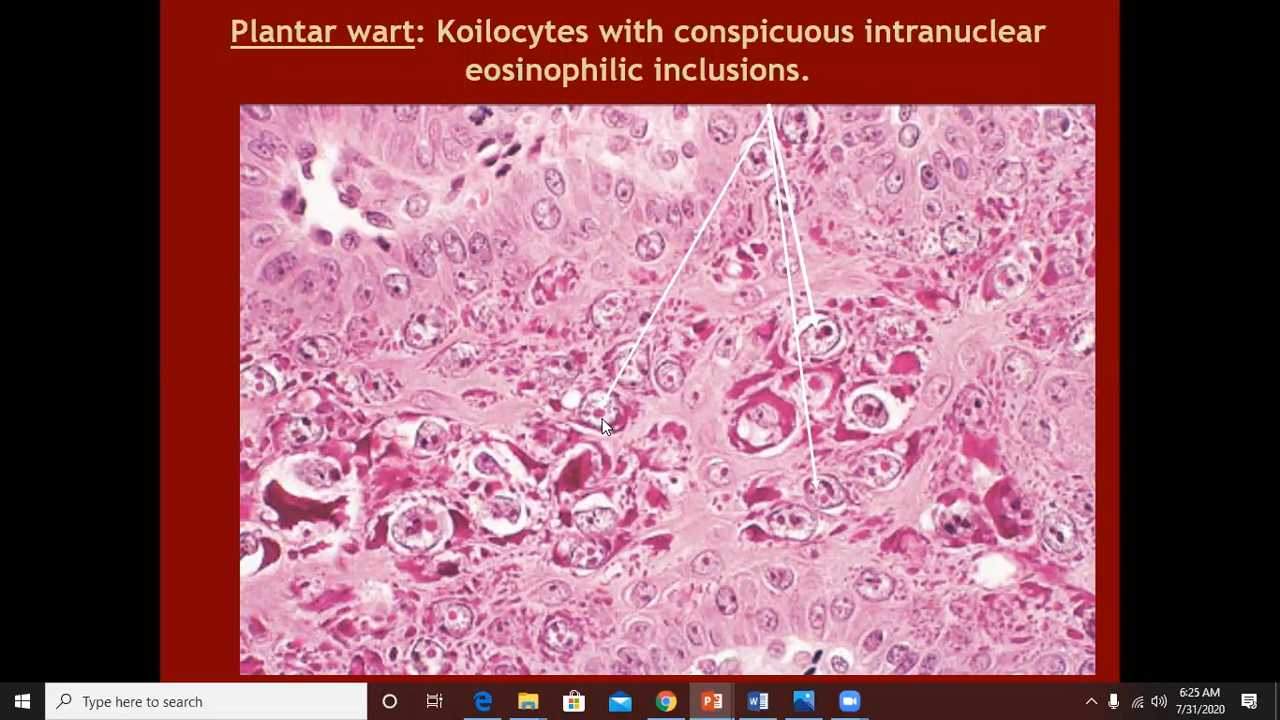 Plantar wart: Koilocytes with conspicuous intranuclear
eosinophilic inclusions.
Type here to search
6:25 AM
7/31/2020